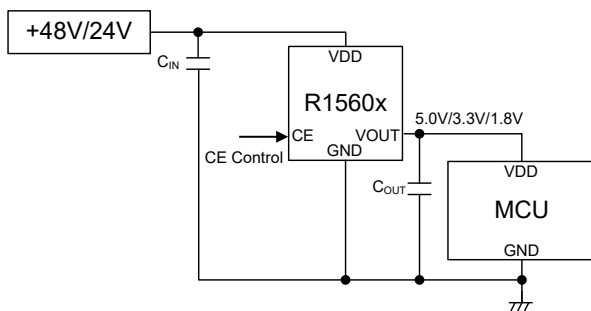 +48V/24V
CIN
VDD
R1560x
CE
VOUT
GND
CE Control
5.0V/3.3V/1.8V
COUT
VDD
MCU
GND